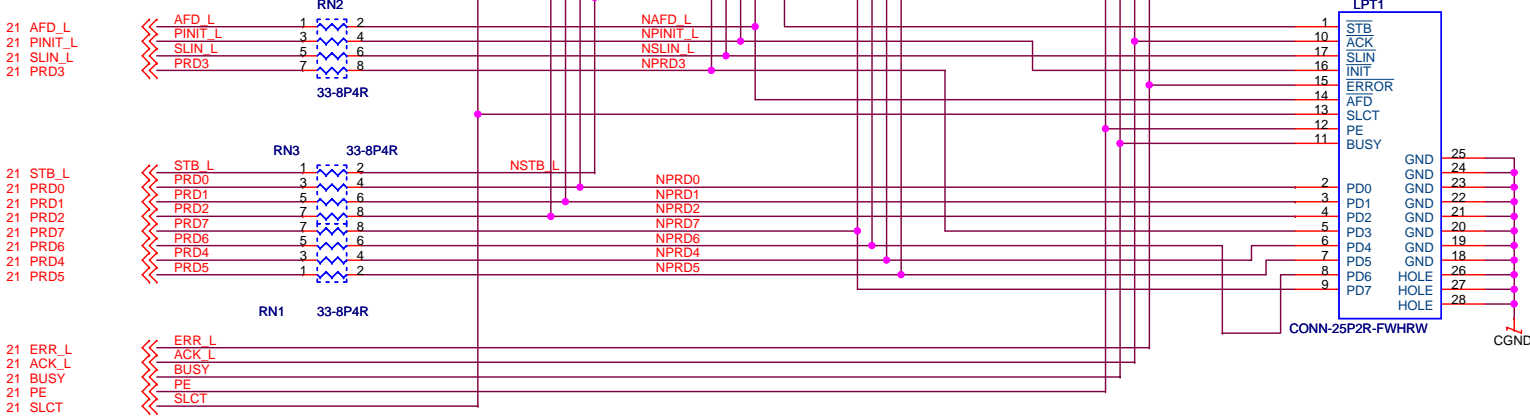 RN2 LPT1
21 AFD_L AFD_L 1 2 NAFD_L 1 STB
21 PINIT_L PINIT_L 3 4 NPINIT_L 10 ACK
21 SLIN_L SLIN_L 5 6 NSLIN_L 17 SLIN
21 PRD3 PRD3 7 8 NPRD3 16 INIT
15 ERROR
33-8P4R 14 AFD
13 SLCT
12 PE
11 BUSY
RN3 33-8P4R
GND 25
21 STB_L STB_L 1 2 NSTB_L GND 24
21 PRD0 PRD0 3 4 NPRD0 2 PD0 GND 23
21 PRD1 PRD1 5 6 NPRD1 3 PD1 GND 22
21 PRD2 PRD2 7 8 NPRD2 4 PD2 GND 21
21 PRD7 PRD7 7 8 NPRD7 5 PD3 GND 20
21 PRD6 PRD6 5 6 NPRD6 6 PD4 GND 19
21 PRD4 PRD4 3 4 NPRD4 7 PD5 GND 18
21 PRD5 PRD5 1 2 NPRD5 8 PD6 HOLE 26
9 PD7 HOLE 27
HOLE 28
RN1 33-8P4R
CONN-25P2R-FWHRW
CGND
21 ERR_L ERR_L
21 ACK_L ACK_L
21 BUSY BUSY
21 PE PE
21 SLCT SLCT